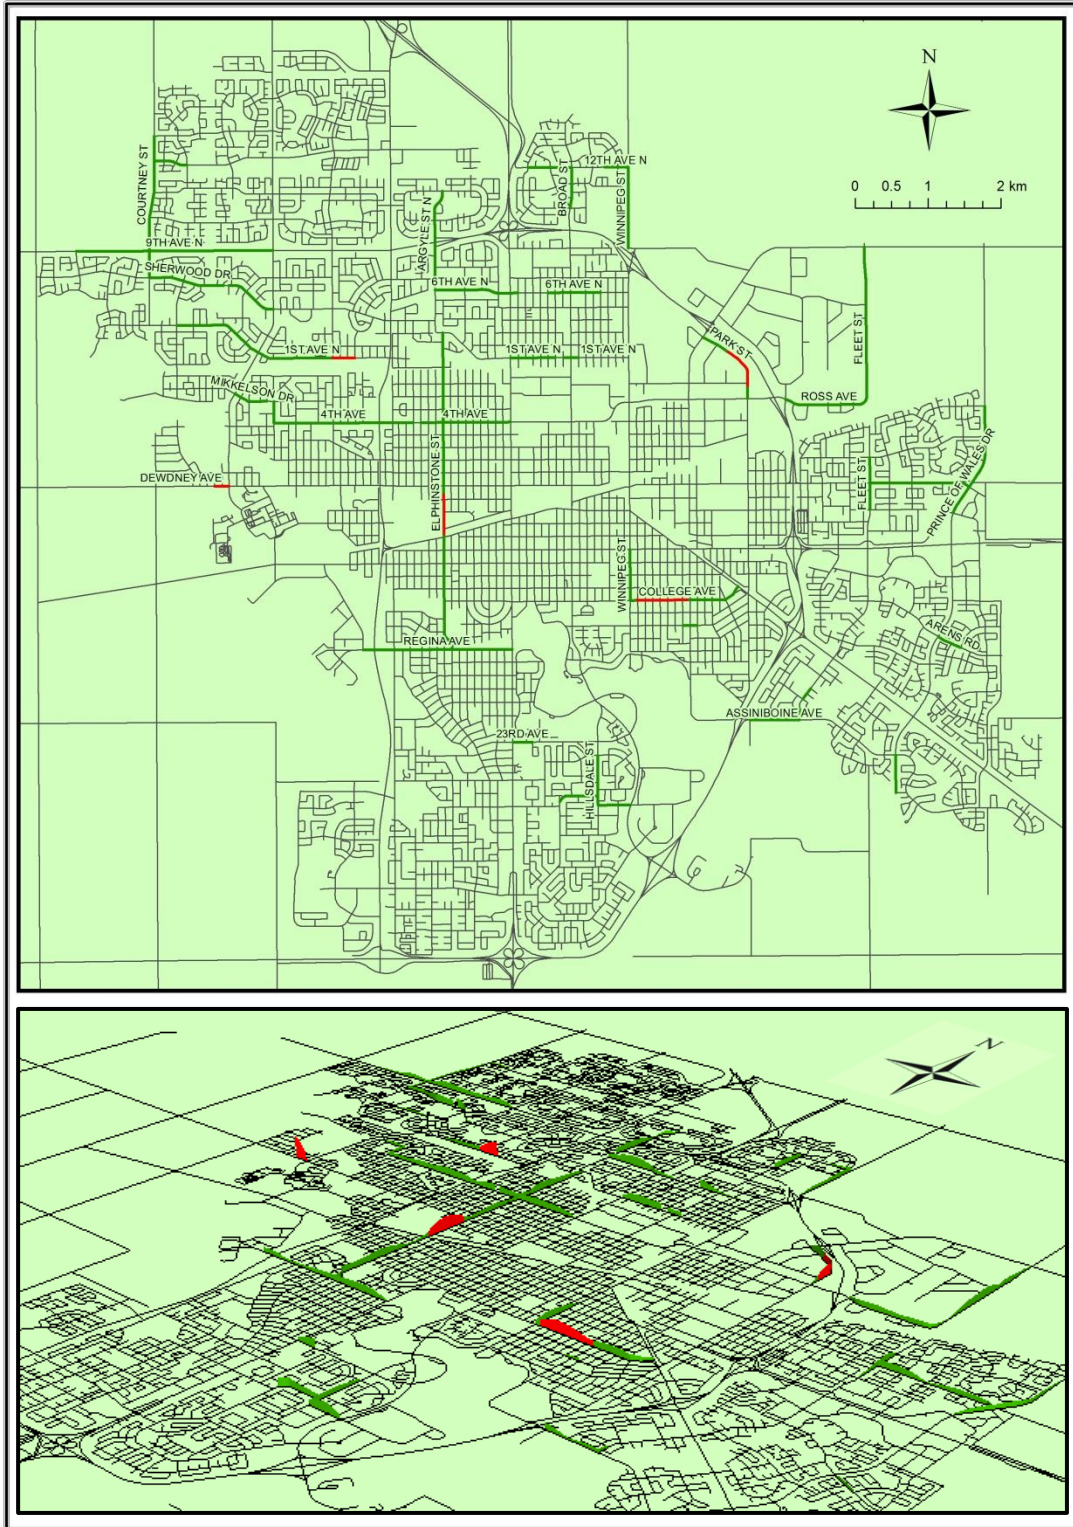 N
12TH AVE N
BROAD ST
WINNIPEG ST
COURTNEY ST
0 0.5 1 2 km
ARGYLE ST N
9TH AVE N
SHERWOOD DR
6TH AVE N
6TH AVE N
1ST AVE N
1ST AVE N
1ST AVE N
PARK ST
FLEET ST
MIKKELSON DR
ROSS AVE
4TH AVE
4TH AVE
ELPHINSTONE ST
DEWDNEY AVE
FLEET ST
PRINCE OF WALES DR
WINNIPEG ST
COLLEGE AVE
REGINA AVE
ARENS RD
ASSINIBOINE AVE
23RD AVE
HILLSDALE ST
N